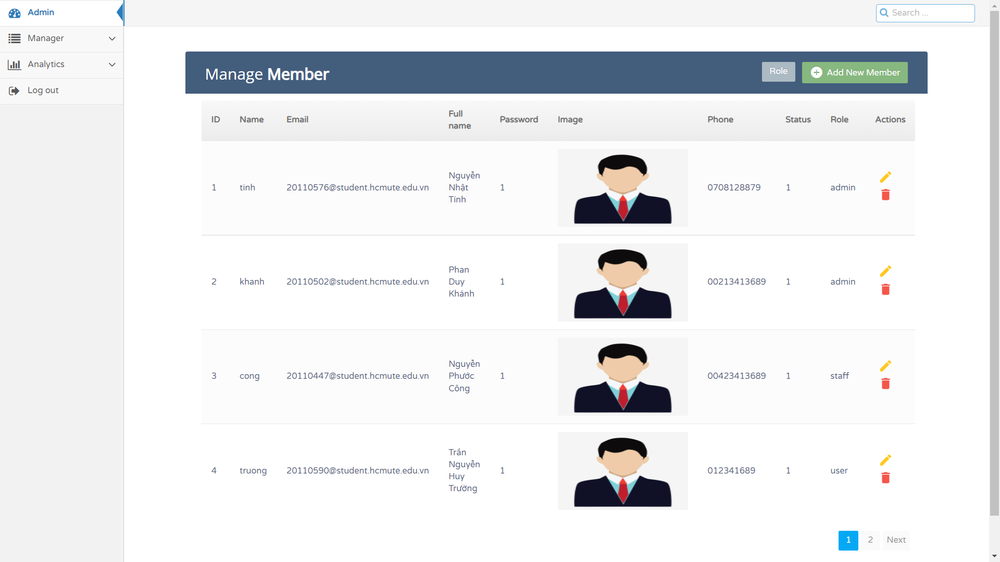 Admin
Manager
Analytics
Log out
Search ...
Manage Member
Role
Add New Member
ID Name Email Full name Password Image Phone Status Role Actions
1 tinh 20110576@student.hcmute.edu.vn Nguyễn Nhật Tính 1 0708128879 1 admin
2 khanh 20110502@student.hcmute.edu.vn Phan Duy Khánh 1 00213413689 1 admin
3 cong 20110447@student.hcmute.edu.vn Nguyễn Phước Công 1 00423413689 1 staff
4 truong 20110590@student.hcmute.edu.vn Trần Nguyễn Huy Trường 1 012341689 1 user
1 2 Next